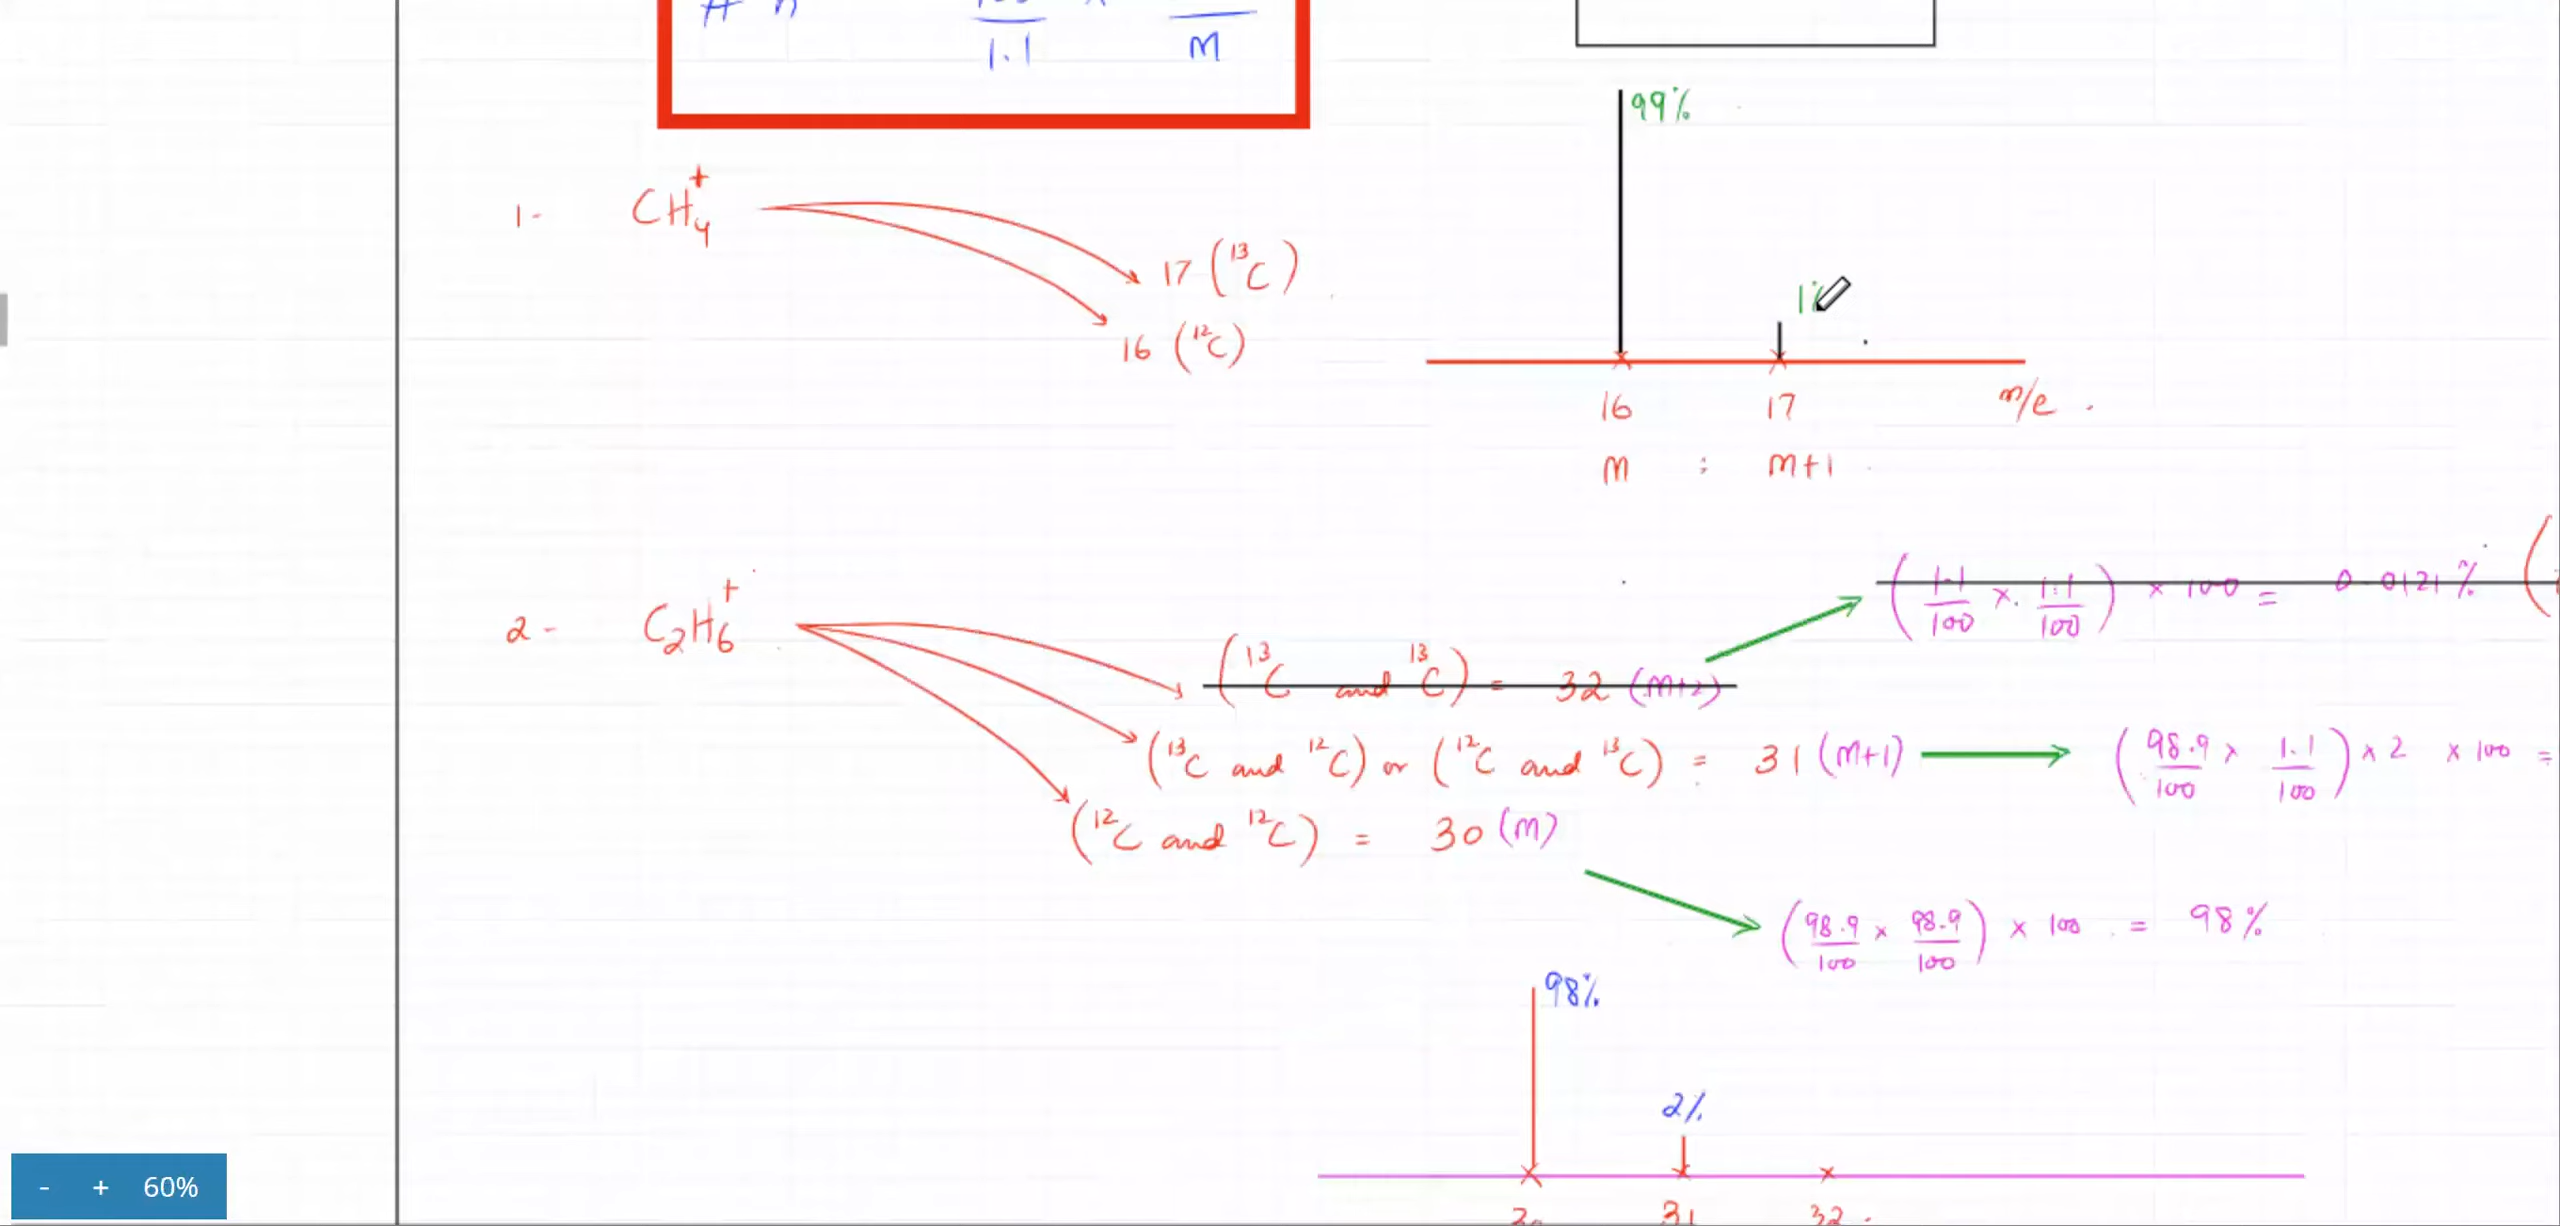 1.1 M
99%
1- CH4+
17 (13C)
16 (12C)
1%
16 17 m/e .
M : M+1
2- C2H6+
(1.1/100 x 1.1/100) x 100 = 0.0121 %
(13C and 13C) = 32 (M+2)
(13C and 12C) or (12C and 13C) = 31 (M+1)
(98.9/100 x 1.1/100) x 2 x 100 =
(12C and 12C) = 30 (M)
(98.9/100 x 98.9/100) x 100 = 98%
98%
2%
31 32
- + 60%